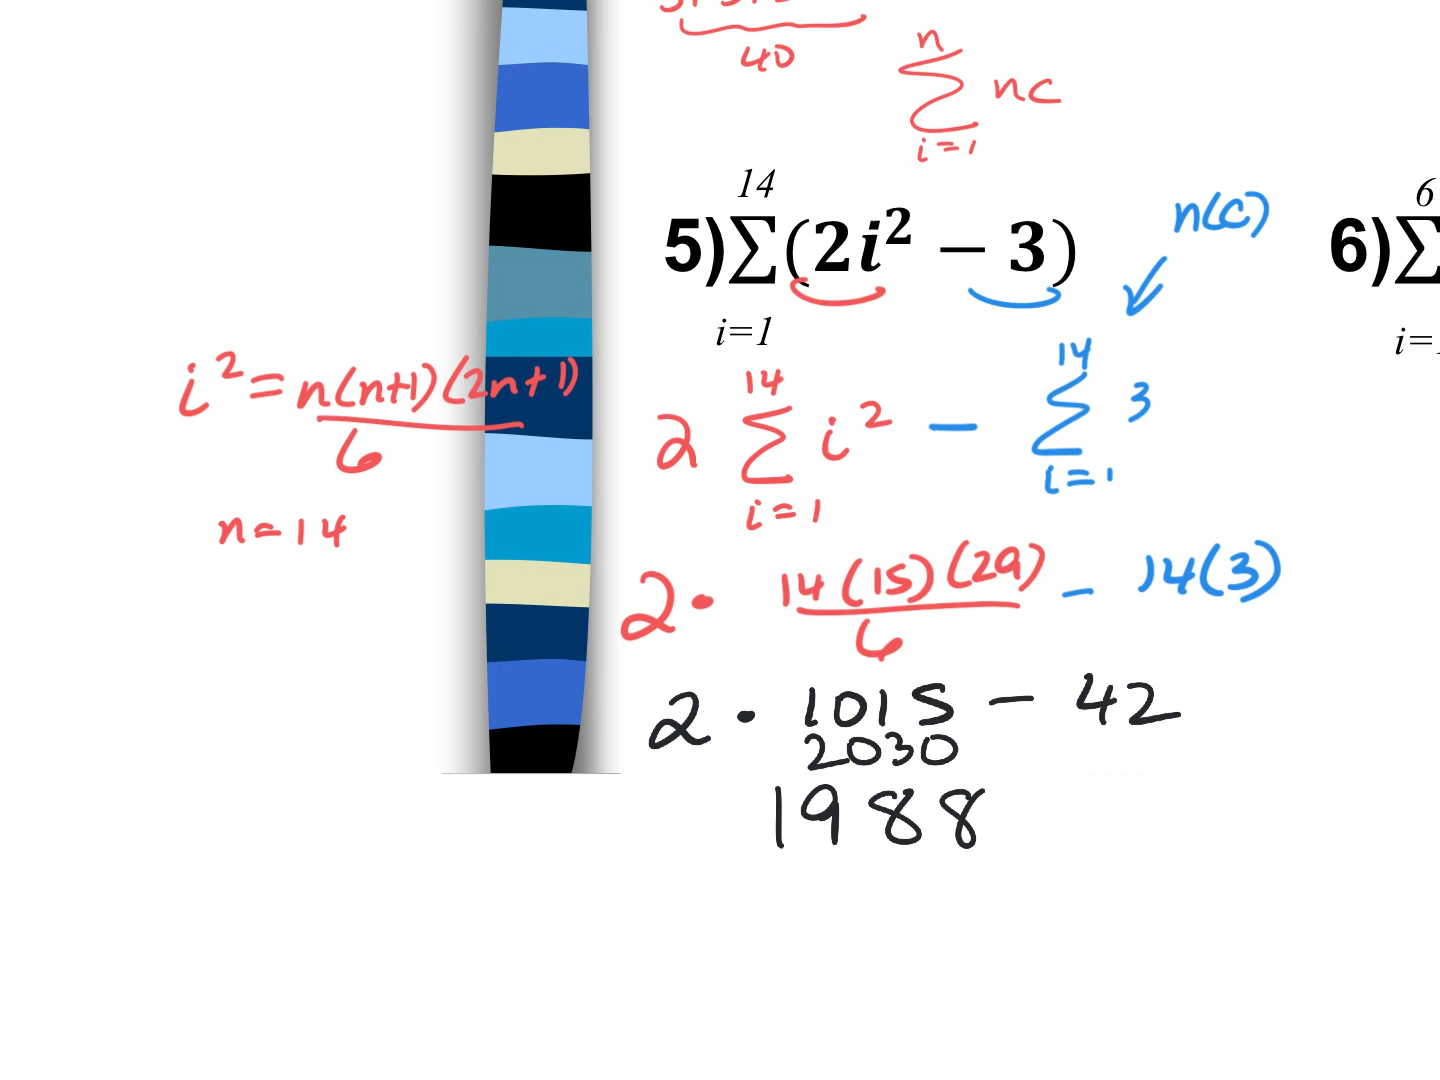 40
n
∑ nc
i=1
14
5)∑(2i² − 3)
i=1
n(c)
6
6)∑
i=
i² = n(n+1)(2n+1)
6
n=14
14 14
2 ∑ i² − ∑ 3
i=1 i=1
2 · 14(15)(29) − 14(3)
6
2 · 1015 − 42
2030
1988